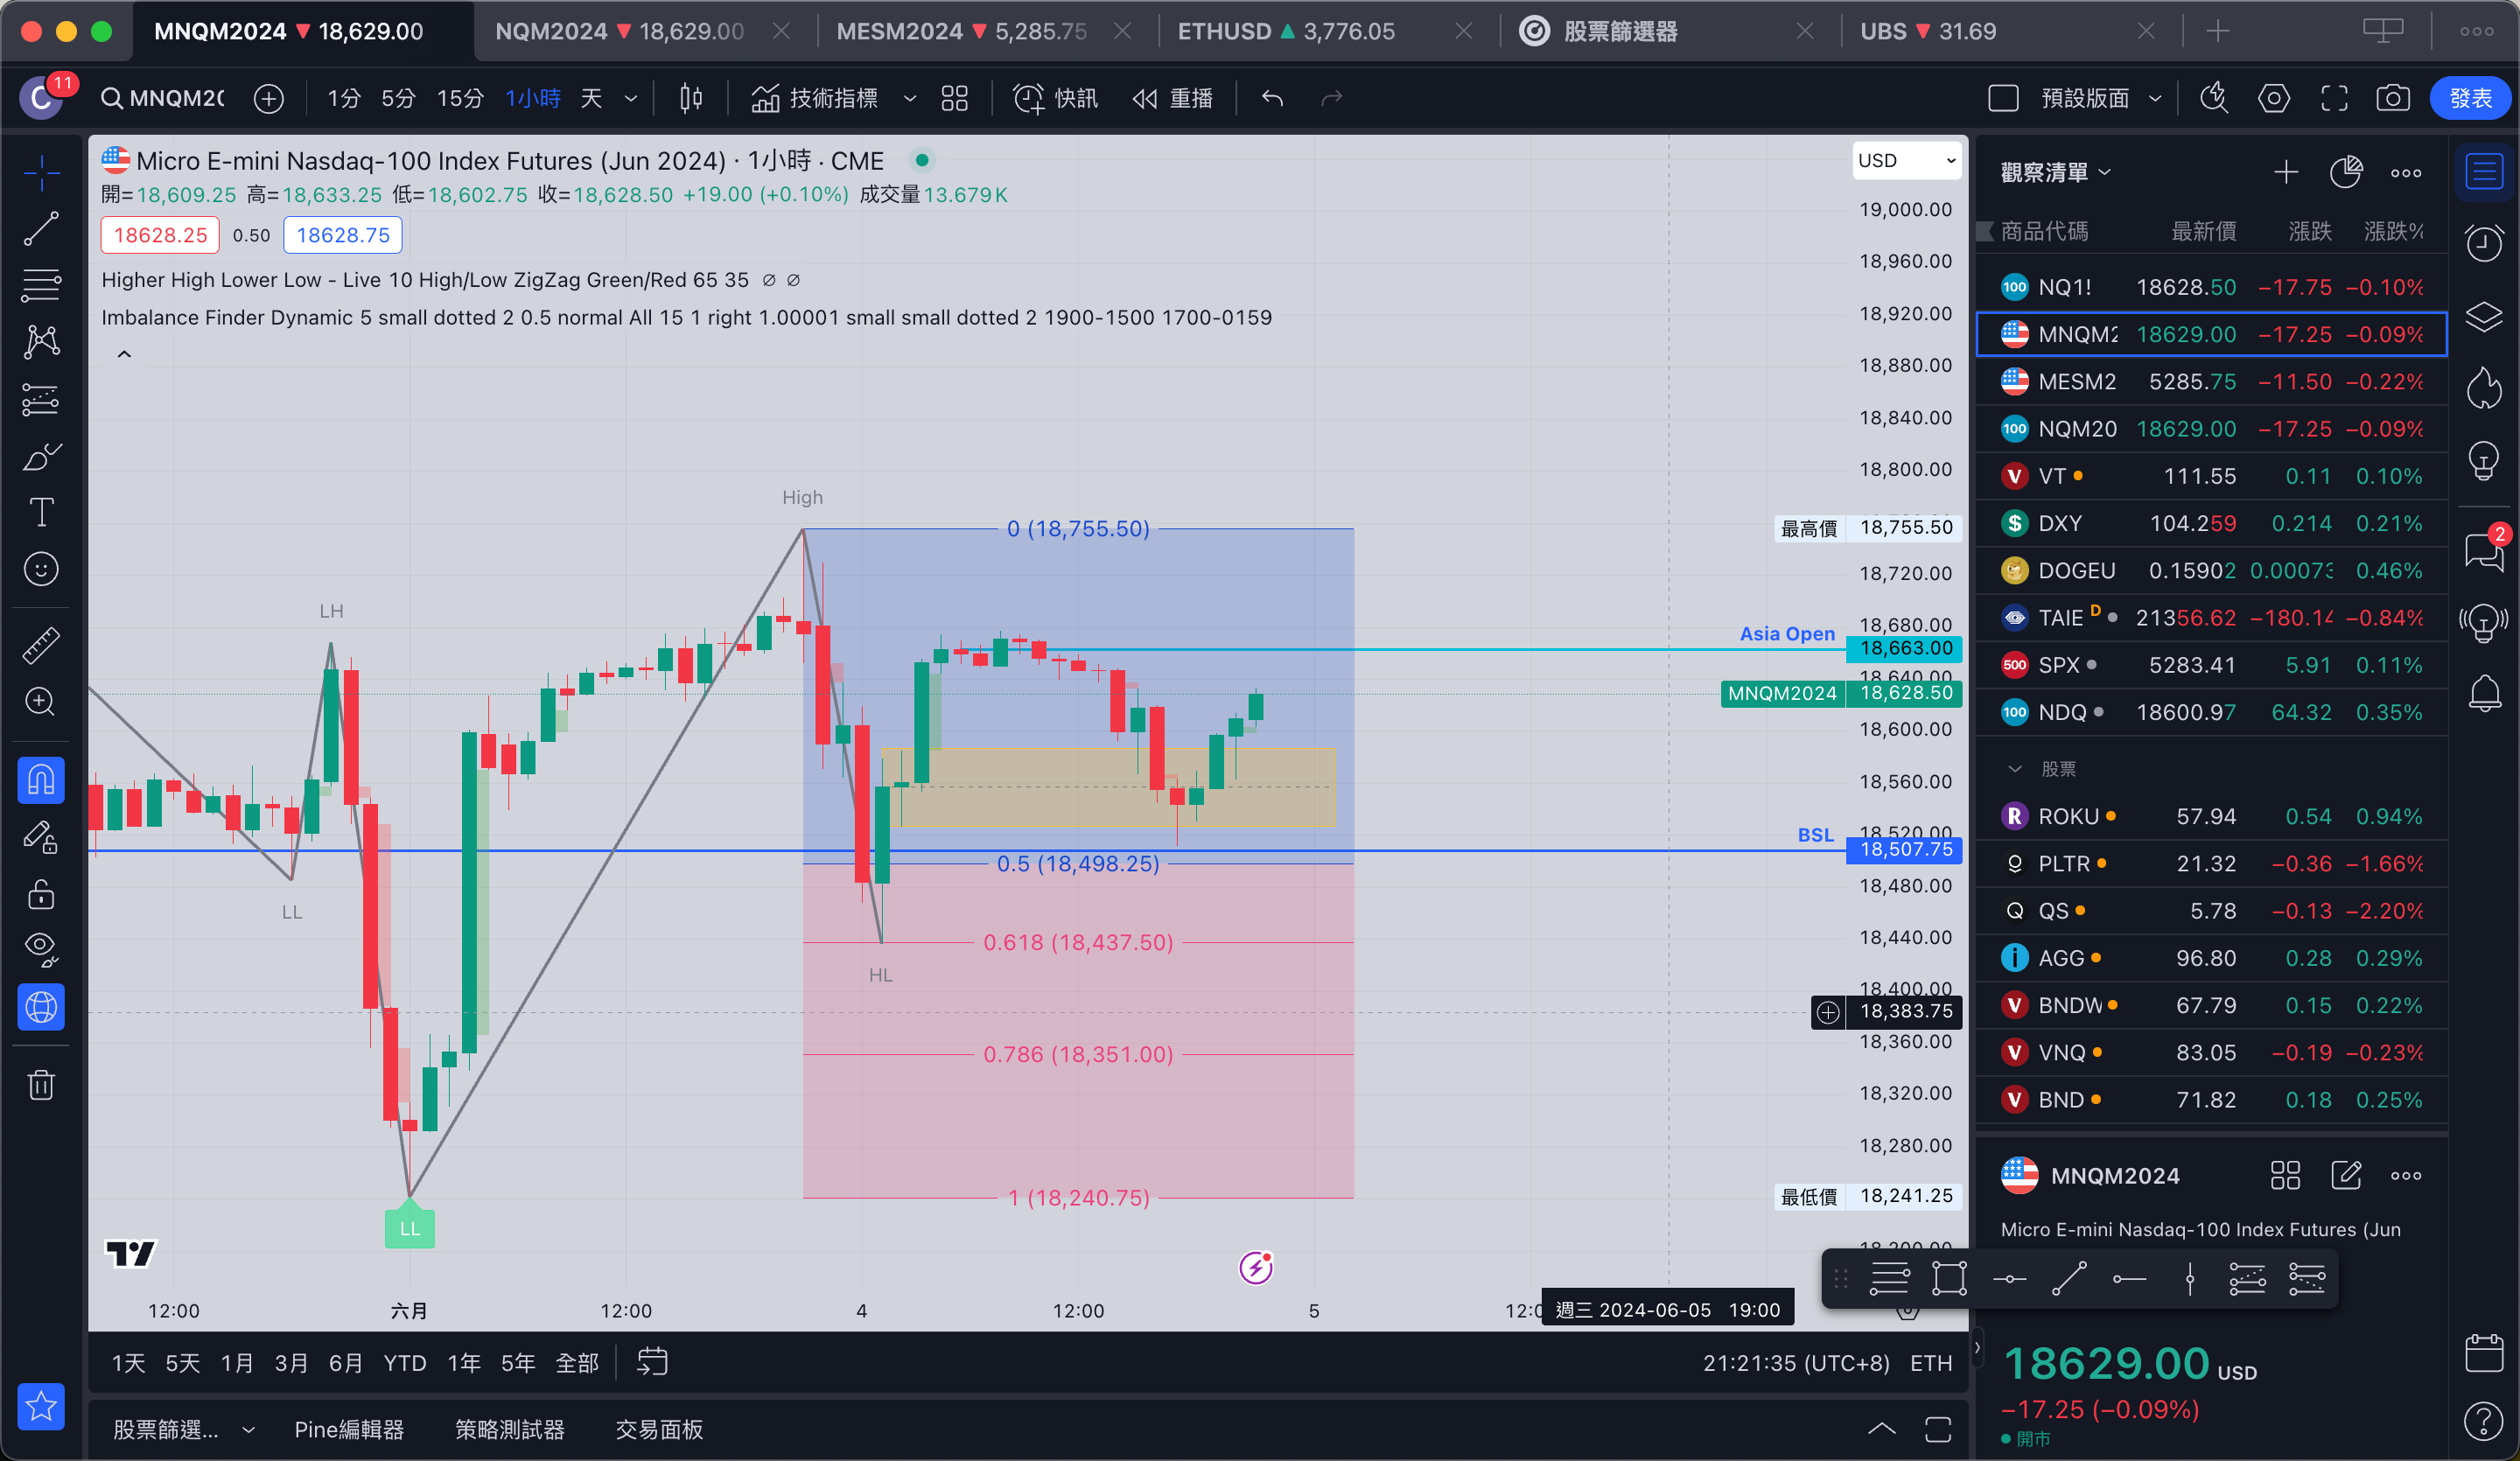 MNQM2024 ▼ 18,629.00
NQM2024 ▼ 18,629.00
MESM2024 ▼ 5,285.75
ETHUSD ▲ 3,776.05
股票篩選器
UBS ▼ 31.69
C 11
MNQM20
1分 5分 15分 1小時 天
技術指標
快訊
重播
預設版面
發表
Micro E-mini Nasdaq-100 Index Futures (Jun 2024) · 1小時 · CME
開=18,609.25 高=18,633.25 低=18,602.75 收=18,628.50 +19.00 (+0.10%) 成交量13.679K
18628.25 0.50 18628.75
Higher High Lower Low - Live 10 High/Low ZigZag Green/Red 65 35 ∅ ∅
Imbalance Finder Dynamic 5 small dotted 2 0.5 normal All 15 1 right 1.00001 small small dotted 2 1900-1500 1700-0159
USD
19,000.00
18,960.00
18,920.00
18,880.00
18,840.00
18,800.00
最高價 18,755.50
18,720.00
18,680.00
Asia Open 18,663.00
18,640.00
MNQM2024 18,628.50
18,600.00
18,560.00
18,520.00
BSL 18,507.75
18,480.00
18,440.00
18,400.00
18,383.75
18,360.00
18,320.00
18,280.00
最低價 18,241.25
High
LH
LL
HL
LL
0 (18,755.50)
0.5 (18,498.25)
0.618 (18,437.50)
0.786 (18,351.00)
1 (18,240.75)
12:00 六月 12:00 4 12:00 5 12:0
週三 2024-06-05 19:00
1天 5天 1月 3月 6月 YTD 1年 5年 全部
21:21:35 (UTC+8) ETH
股票篩選... Pine編輯器 策略測試器 交易面板
觀察清單
商品代碼 最新價 漲跌 漲跌%
100 NQ1! 18628.50 −17.75 −0.10%
MNQM2 18629.00 −17.25 −0.09%
MESM2 5285.75 −11.50 −0.22%
100 NQM20 18629.00 −17.25 −0.09%
V VT 111.55 0.11 0.10%
$ DXY 104.259 0.214 0.21%
DOGEU 0.15902 0.00073 0.46%
TAIE D 21356.62 −180.14 −0.84%
500 SPX 5283.41 5.91 0.11%
100 NDQ 18600.97 64.32 0.35%
股票
R ROKU 57.94 0.54 0.94%
PLTR 21.32 −0.36 −1.66%
Q QS 5.78 −0.13 −2.20%
i AGG 96.80 0.28 0.29%
V BNDW 67.79 0.15 0.22%
V VNQ 83.05 −0.19 −0.23%
V BND 71.82 0.18 0.25%
MNQM2024
Micro E-mini Nasdaq-100 Index Futures (Jun
18629.00 USD
−17.25 (−0.09%)
開市
2